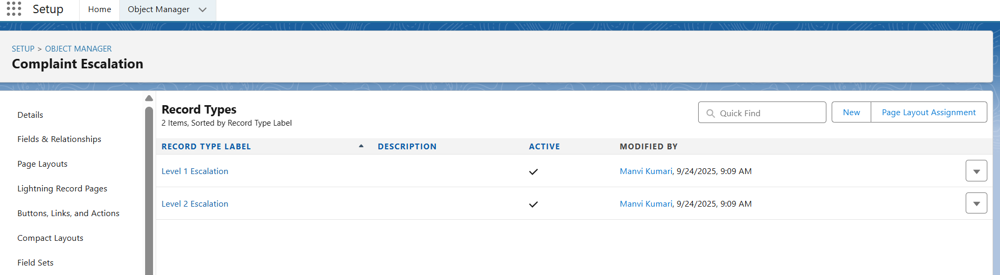 Setup Home Object Manager
SETUP > OBJECT MANAGER
Complaint Escalation
Details
Fields & Relationships
Page Layouts
Lightning Record Pages
Buttons, Links, and Actions
Compact Layouts
Field Sets
Record Types
2 Items, Sorted by Record Type Label
Quick Find
New Page Layout Assignment
RECORD TYPE LABEL DESCRIPTION ACTIVE MODIFIED BY
Level 1 Escalation Manvi Kumari, 9/24/2025, 9:09 AM
Level 2 Escalation Manvi Kumari, 9/24/2025, 9:09 AM